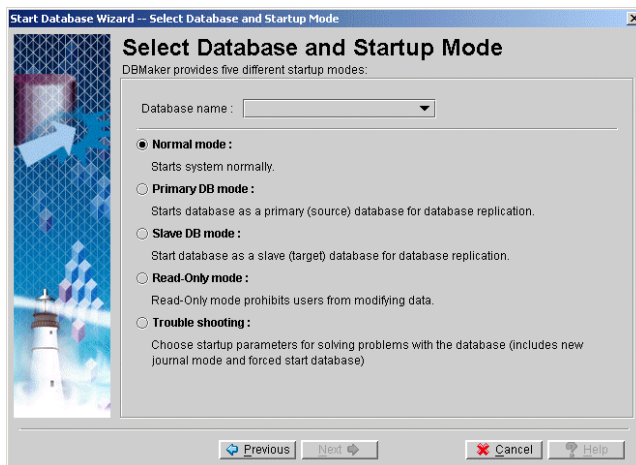 Start Database Wizard -- Select Database and Startup Mode
Select Database and Startup Mode
DBMaker provides five different startup modes:
Database name :
Normal mode :
Starts system normally.
Primary DB mode :
Starts database as a primary (source) database for database replication.
Slave DB mode :
Start database as a slave (target) database for database replication.
Read-Only mode :
Read-Only mode prohibits users from modifying data.
Trouble shooting :
Choose startup parameters for solving problems with the database (includes new
journal mode and forced start database)
Previous Next Cancel Help